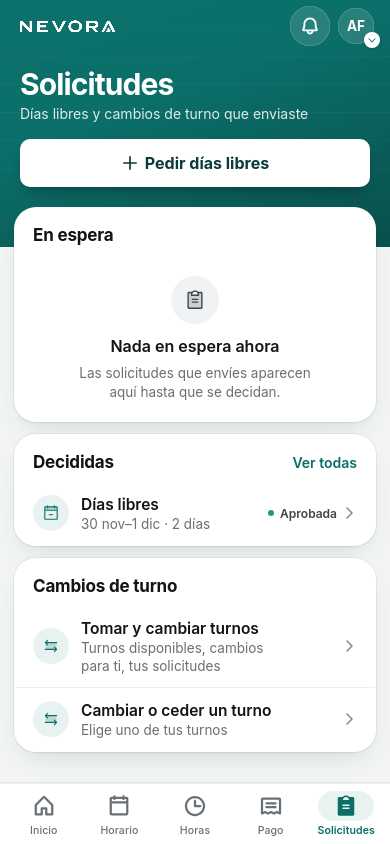 NEVORA
AF
Solicitudes
Días libres y cambios de turno que enviaste
Pedir días libres
En espera
Nada en espera ahora
Las solicitudes que envíes aparecen
aquí hasta que se decidan.
Decididas
Ver todas
Días libres
30 nov–1 dic · 2 días
Aprobada
Cambios de turno
Tomar y cambiar turnos
Turnos disponibles, cambios
para ti, tus solicitudes
Cambiar o ceder un turno
Elige uno de tus turnos
Inicio
Horario
Horas
Pago
Solicitudes